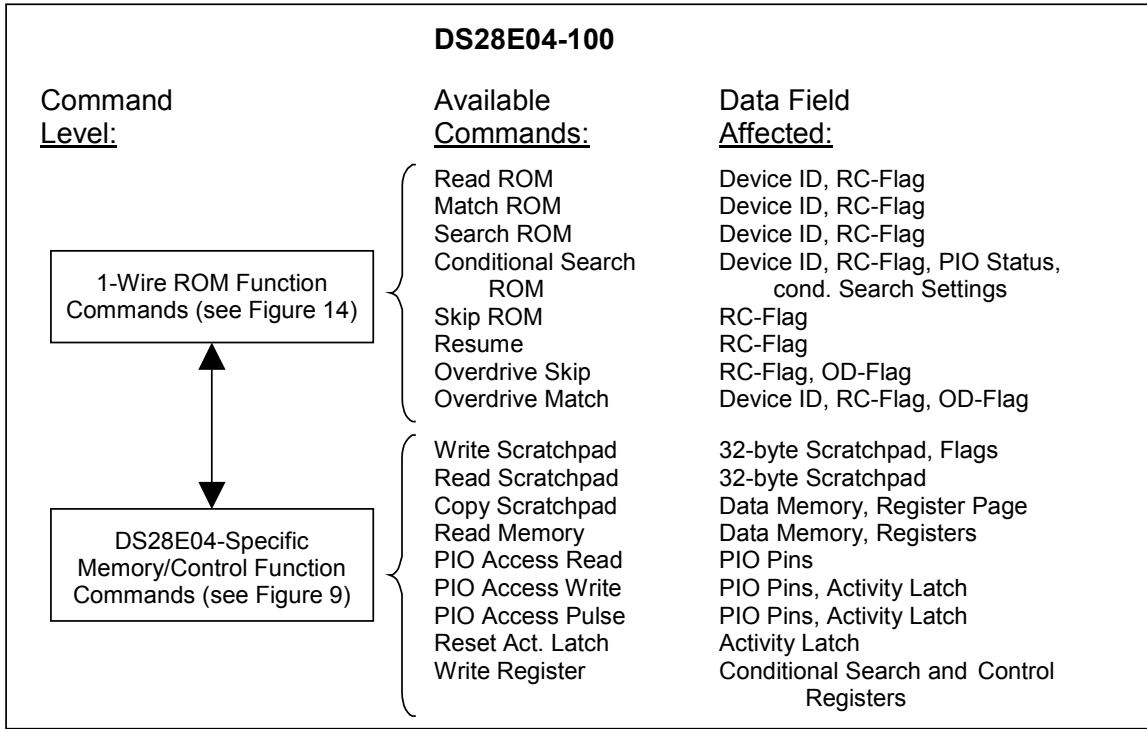 DS28E04-100
Command Available Data Field
Level: Commands: Affected:
Read ROM Device ID, RC-Flag
Match ROM Device ID, RC-Flag
Search ROM Device ID, RC-Flag
Conditional Search Device ID, RC-Flag, PIO Status,
ROM cond. Search Settings
Skip ROM RC-Flag
Resume RC-Flag
Overdrive Skip RC-Flag, OD-Flag
Overdrive Match Device ID, RC-Flag, OD-Flag
1-Wire ROM Function
Commands (see Figure 14)
Write Scratchpad 32-byte Scratchpad, Flags
Read Scratchpad 32-byte Scratchpad
Copy Scratchpad Data Memory, Register Page
Read Memory Data Memory, Registers
PIO Access Read PIO Pins
PIO Access Write PIO Pins, Activity Latch
PIO Access Pulse PIO Pins, Activity Latch
Reset Act. Latch Activity Latch
Write Register Conditional Search and Control
Registers
DS28E04-Specific
Memory/Control Function
Commands (see Figure 9)